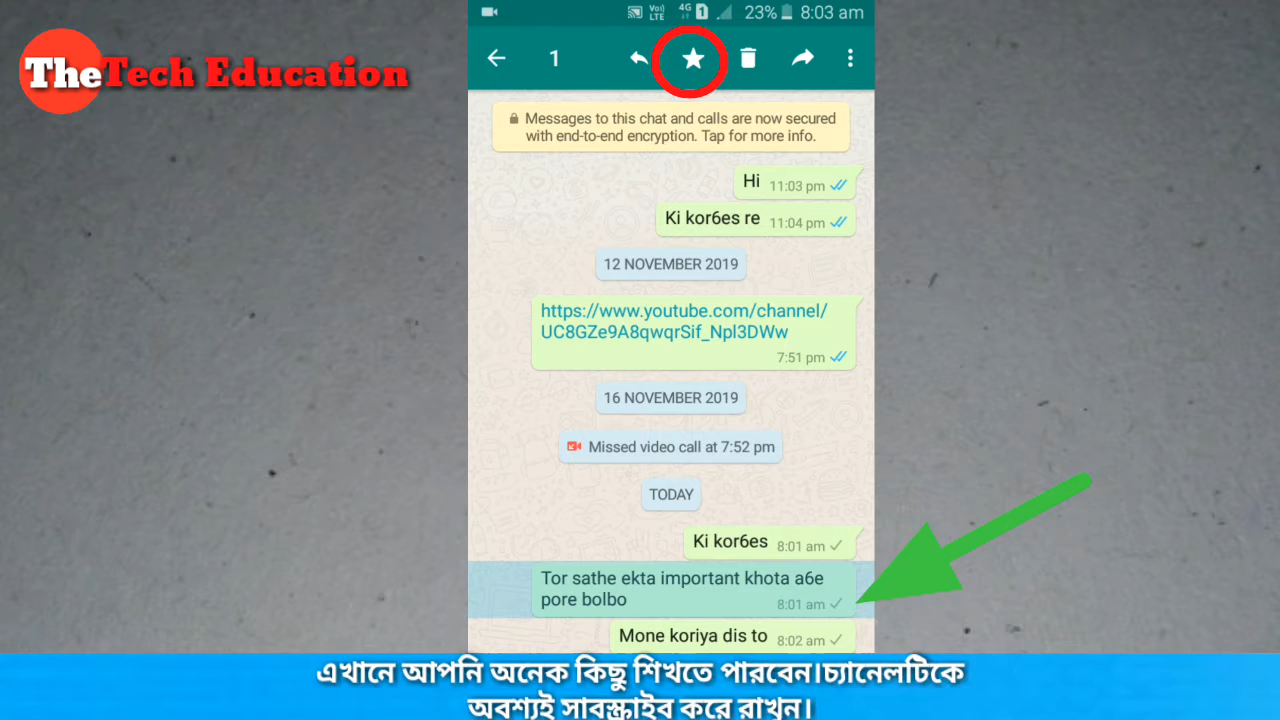 Vo))
LTE
4G
1
23%
8:03 am
TheTech Education
1
Messages to this chat and calls are now secured
with end-to-end encryption. Tap for more info.
Hi 11:03 pm
Ki kor6es re 11:04 pm
12 NOVEMBER 2019
https://www.youtube.com/channel/
UC8GZe9A8qwqrSif_Npl3DWw
7:51 pm
16 NOVEMBER 2019
Missed video call at 7:52 pm
TODAY
Ki kor6es 8:01 am
Tor sathe ekta important khota a6e
pore bolbo 8:01 am
Mone koriya dis to 8:02 am
এখানে আপনি অনেক কিছু শিখতে পারবেন।চ্যানেলটিকে
অবশ্যই সাবস্ক্রাইব করে রাখুন।